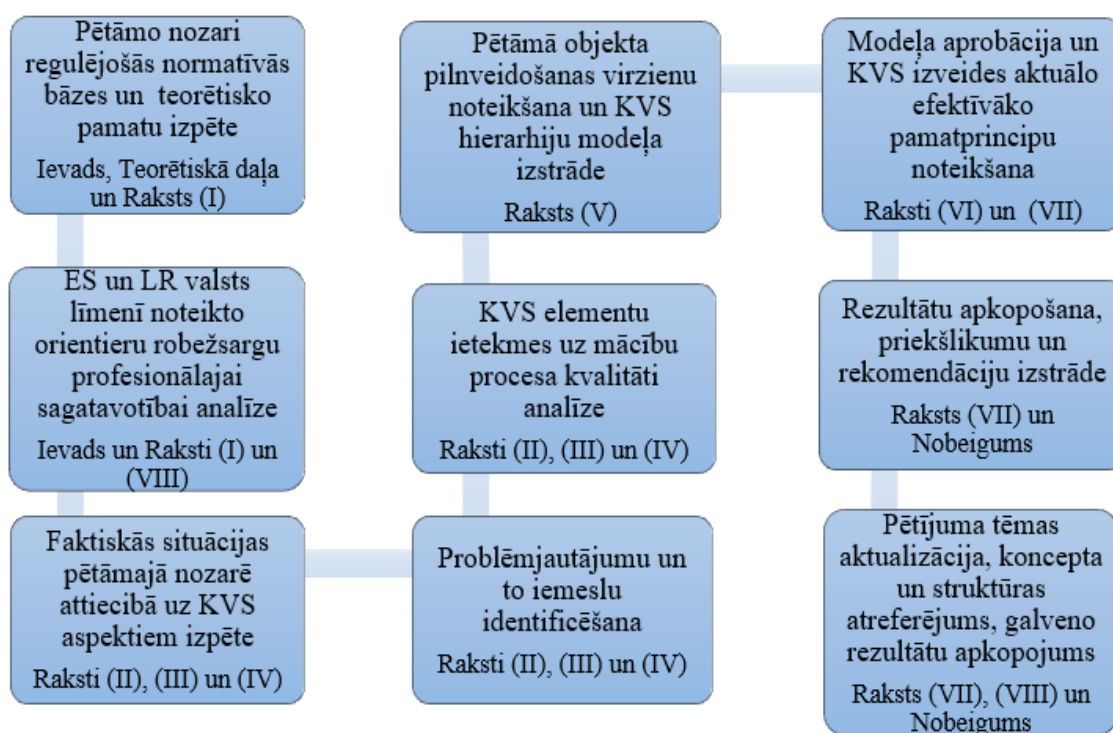 Pētāmo nozari
regulējošās normatīvās
bāzes un teorētisko
pamatu izpēte
Ievads, Teorētiskā daļa
un Raksts (I)
ES un LR valsts
līmenī noteikto
orientieru robežsargu
profesionālajai
sagatavotībai analīze
Ievads un Raksti (I) un
(VIII)
Faktiskās situācijas
pētāmajā nozarē
attiecībā uz KVS
aspektiem izpēte
Raksti (II), (III) un (IV)
Problēmjautājumu un
to iemeslu
identificēšana
Raksti (II), (III) un (IV)
KVS elementu
ietekmes uz mācību
procesa kvalitāti
analīze
Raksti (II), (III) un (IV)
Pētāmā objekta
pilnveidošanas virzienu
noteikšana un KVS
hierarhiju modeļa
izstrāde
Raksts (V)
Modeļa aprobācija un
KVS izveides aktuālo
efektīvāko
pamatprincipu
noteikšana
Raksti (VI) un (VII)
Rezultātu apkopošana,
priekšlikumu un
rekomendāciju izstrāde
Raksts (VII) un
Nobeigums
Pētījuma tēmas
aktualizācija, koncepta
un struktūras
atreferējums, galveno
rezultātu apkopojums
Raksts (VII), (VIII) un
Nobeigums